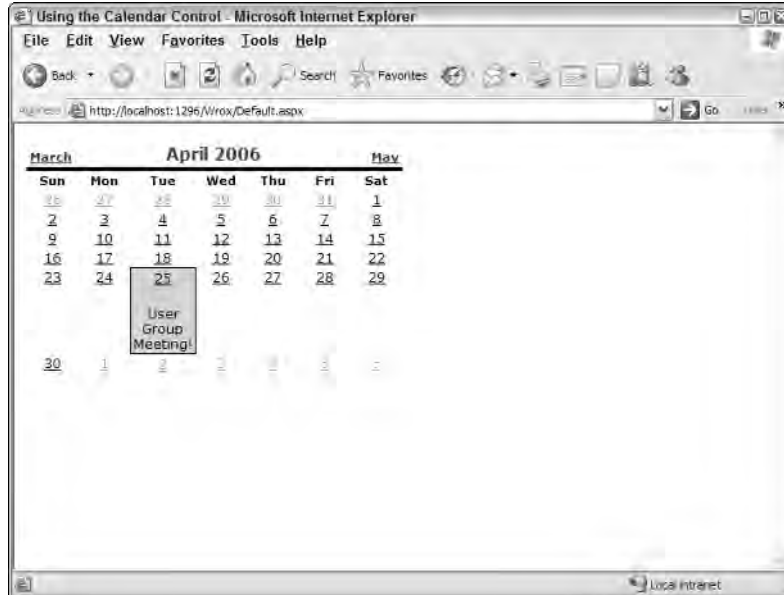 Using the Calendar Control - Microsoft Internet Explorer
File Edit View Favorites Tools Help
Back Search Favorites
Address http://localhost:1296/Wrox/Default.aspx Go
March April 2006 May
Sun Mon Tue Wed Thu Fri Sat
26 27 28 29 30 31 1
2 3 4 5 6 7 8
9 10 11 12 13 14 15
16 17 18 19 20 21 22
23 24 25 26 27 28 29
User
Group
Meeting!
30 1 2
Local intranet